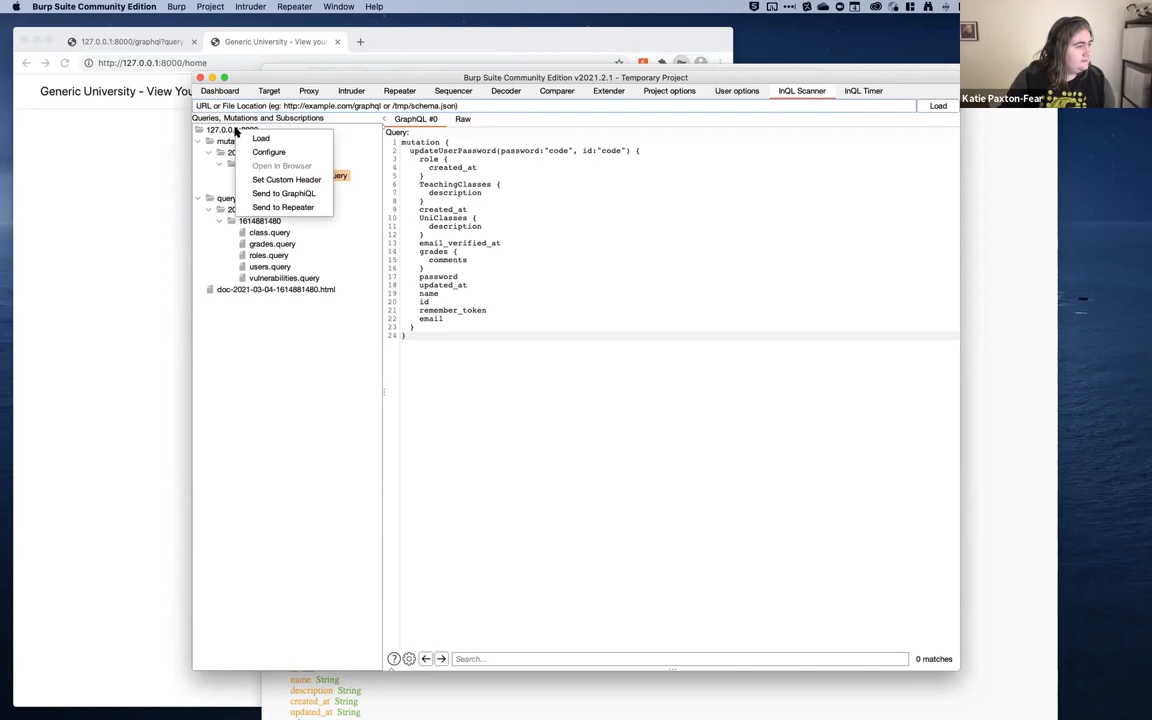 Burp Suite Community Edition Burp Project Intruder Repeater Window Help
127.0.0.1:8000/graphql?query
Generic University - View your
http://127.0.0.1:8000/home
Generic University - View You
Burp Suite Community Edition v2021.2.1 - Temporary Project
Dashboard Target Proxy Intruder Repeater Sequencer Decoder Comparer Extender Project options User options InQL Scanner InQL Timer
URL or File Location (eg: http://example.com/graphql or /tmp/schema.json)
Load
Queries, Mutations and Subscriptions
127.0.0.
muta
20
uery
query
20
1614881480
class.query
grades.query
roles.query
users.query
vulnerabilities.query
doc-2021-03-04-1614881480.html
Load
Configure
Open In Browser
Set Custom Header
Send to GraphiQL
Send to Repeater
GraphQL #0 Raw
Query:
1 mutation {
2 updateUserPassword(password:"code", id:"code") {
3 role {
4 created_at
5 }
6 TeachingClasses {
7 description
8 }
9 created_at
10 UniClasses {
11 description
12 }
13 email_verified_at
14 grades {
15 comments
16 }
17 password
18 updated_at
19 name
20 id
21 remember_token
22 email
23 }
24 }
Search...
0 matches
name String
description String
created_at String
updated_at String
Katie Paxton-Fear